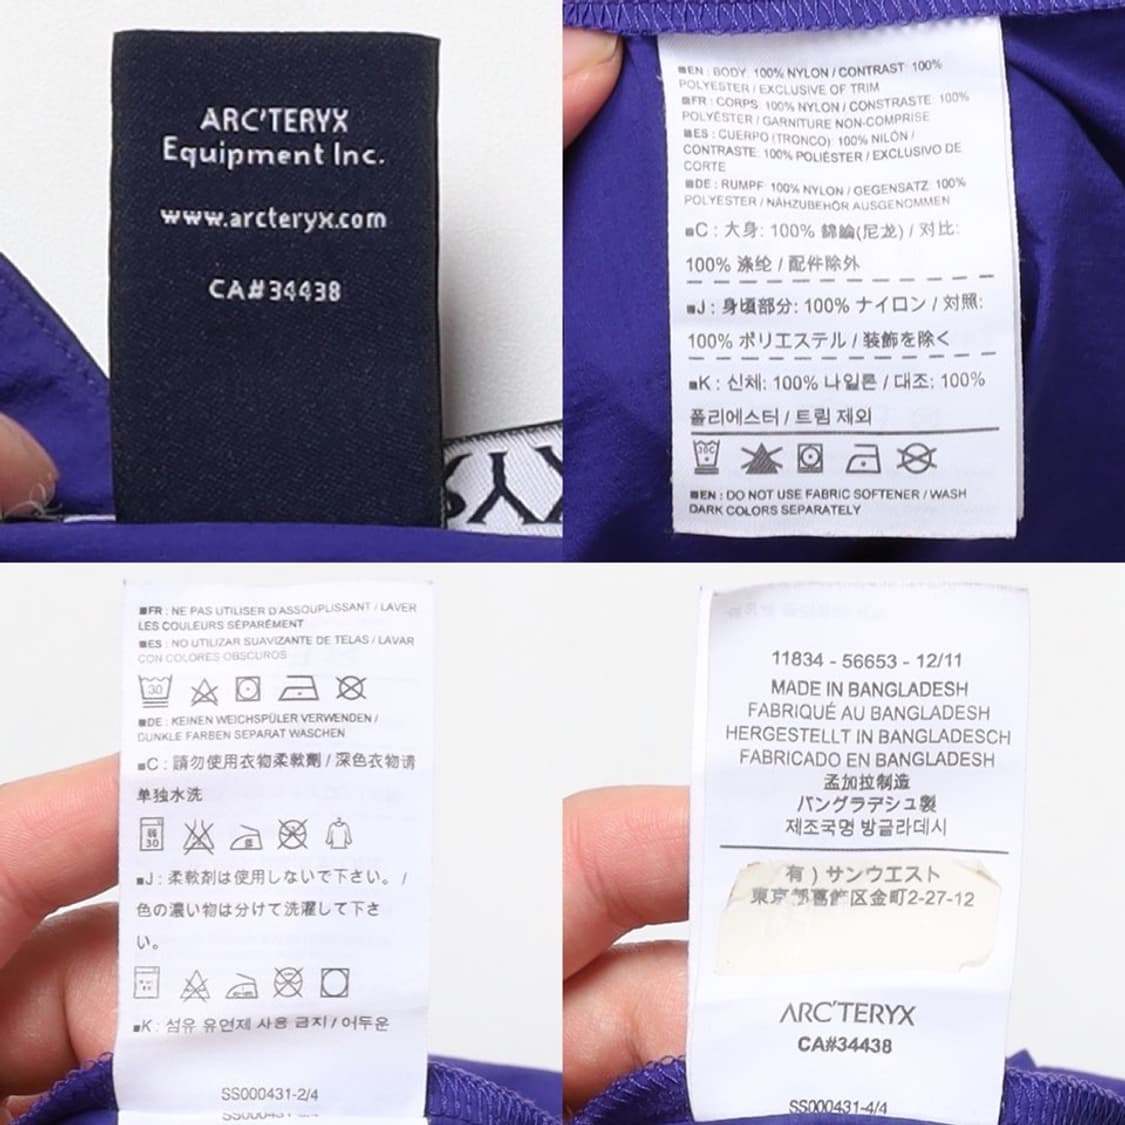 ARC'TERYX
Equipment Inc.
www.arcteryx.com
CA#34438
■EN : BODY: 100% NYLON / CONTRAST: 100%
POLYESTER / EXCLUSIVE OF TRIM
■FR : CORPS: 100% NYLON / CONSTRASTE: 100%
POLYÉSTER / GARNITURE NON-COMPRISE
■ES : CUERPO (TRONCO): 100% NILÓN /
CONTRASTE: 100% POLIÉSTER / EXCLUSIVO DE
CORTE
■DE : RUMPF: 100% NYLON / GEGENSATZ: 100%
POLYESTER / NÄHZUBEHÖR AUSGENOMMEN
■C : 大身: 100% 錦綸(尼龙) / 对比:
100% 涤纶 / 配件除外
■J : 身頃部分: 100% ナイロン / 対照:
100% ポリエステル / 装飾を除く
■K : 신체: 100% 나일론 / 대조: 100%
폴리에스터 / 트림 제외
30C
■EN : DO NOT USE FABRIC SOFTENER / WASH
DARK COLORS SEPARATELY
■FR : NE PAS UTILISER D'ASSOUPLISSANT / LAVER
LES COULEURS SÉPARÉMENT
■ES : NO UTILIZAR SUAVIZANTE DE TELAS / LAVAR
CON COLORES OBSCUROS
30
■DE : KEINEN WEICHSPÜLER VERWENDEN /
DUNKLE FARBEN SEPARAT WASCHEN
■C : 請勿使用衣物柔軟劑 / 深色衣物请
单独水洗
30
■J : 柔軟剤は使用しないで下さい。 /
色の濃い物は分けて洗濯して下さ
い。
■K : 섬유 유연제 사용 금지 / 어두운
SS000431-2/4
SS000431-4/4
11834 - 56653 - 12/11
MADE IN BANGLADESH
FABRIQUÉ AU BANGLADESH
HERGESTELLT IN BANGLADESCH
FABRICADO EN BANGLADESH
孟加拉制造
バングラデシュ製
제조국명 방글라데시
有 ) サンウエスト
東京都葛飾区金町2-27-12
ARC'TERYX
CA#34438